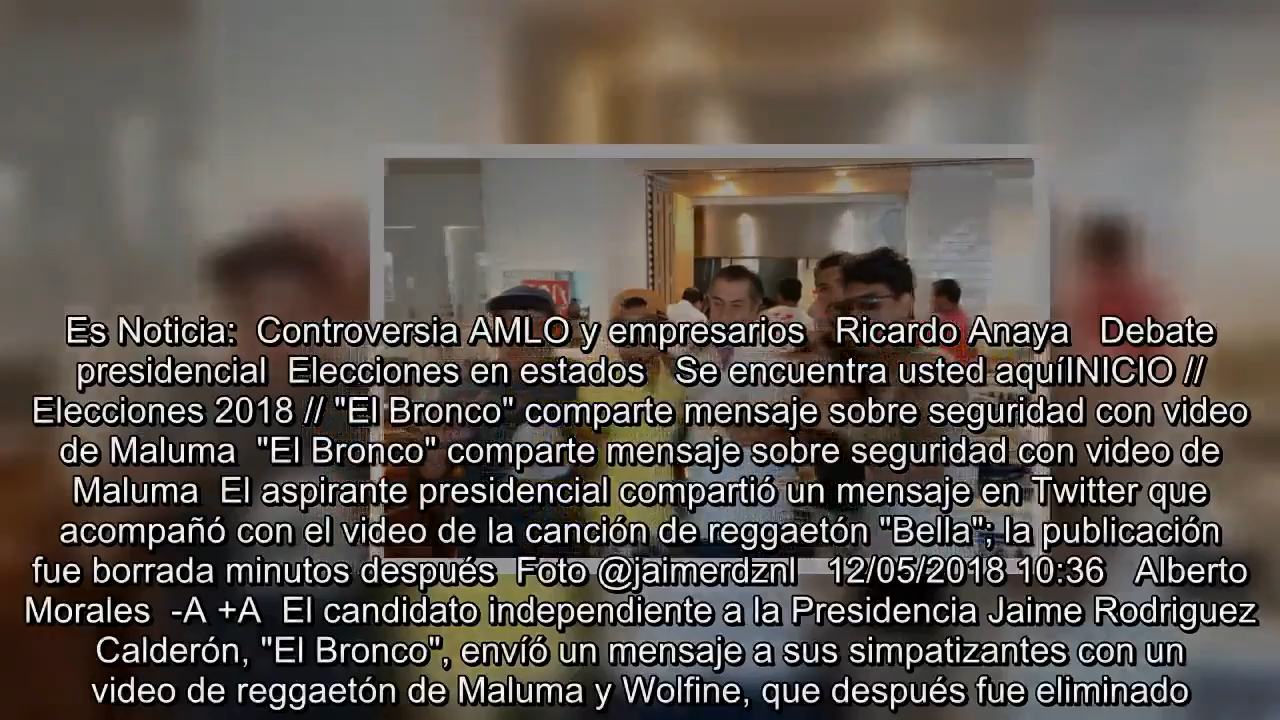 Es Noticia:  Controversia AMLO y empresarios   Ricardo Anaya   Debate
presidencial  Elecciones en estados   Se encuentra usted aquíINICIO //
Elecciones 2018 // "El Bronco" comparte mensaje sobre seguridad con video
de Maluma  "El Bronco" comparte mensaje sobre seguridad con video de
Maluma  El aspirante presidencial compartió un mensaje en Twitter que
acompañó con el video de la canción de reggaetón "Bella"; la publicación
fue borrada minutos después  Foto @jaimerdznl   12/05/2018 10:36   Alberto
Morales  -A +A  El candidato independiente a la Presidencia Jaime Rodriguez
Calderón, "El Bronco", envíó un mensaje a sus simpatizantes con un
video de reggaetón de Maluma y Wolfine, que después fue eliminado